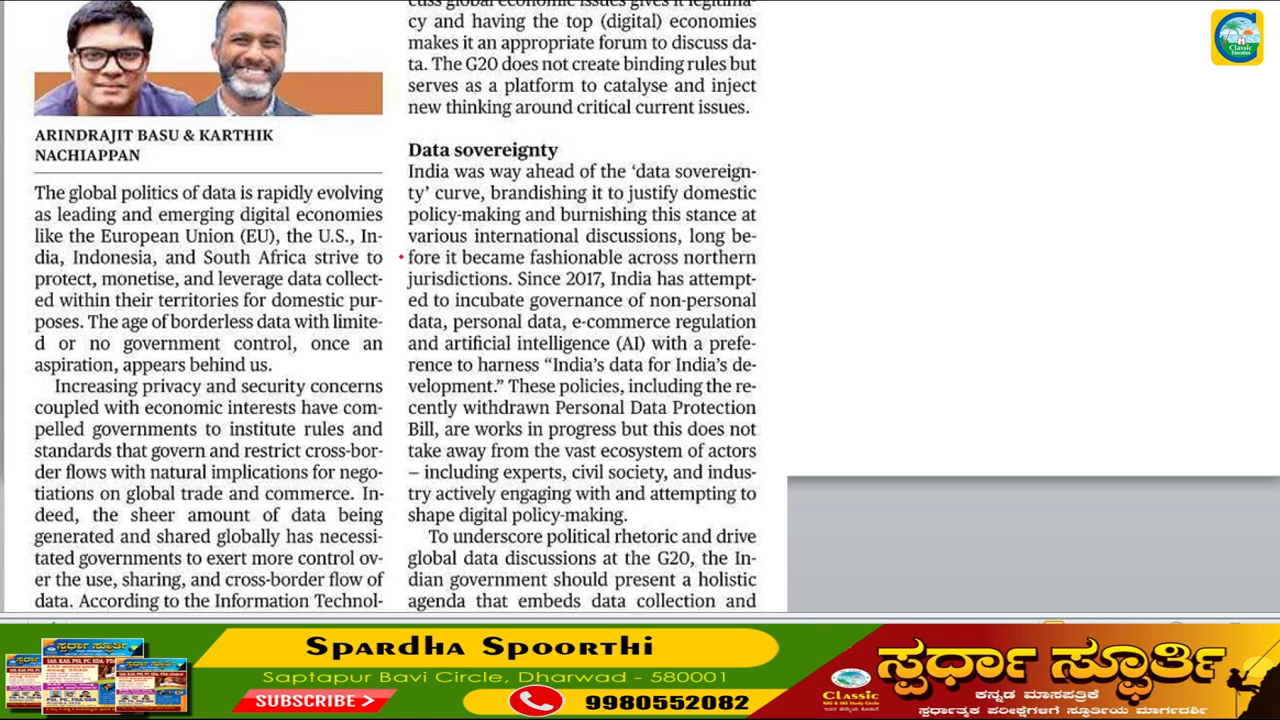 ARINDRAJIT BASU & KARTHIK
NACHIAPPAN
The global politics of data is rapidly evolving
as leading and emerging digital economies
like the European Union (EU), the U.S., In-
dia, Indonesia, and South Africa strive to
protect, monetise, and leverage data collect-
ed within their territories for domestic pur-
poses. The age of borderless data with limite-
d or no government control, once an
aspiration, appears behind us.
Increasing privacy and security concerns
coupled with economic interests have com-
pelled governments to institute rules and
standards that govern and restrict cross-bor-
der flows with natural implications for nego-
tiations on global trade and commerce. In-
deed, the sheer amount of data being
generated and shared globally has necessi-
tated governments to exert more control ov-
er the use, sharing, and cross-border flow of
data. According to the Information Technol-
cuss global economic issues gives it legitima-
cy and having the top (digital) economies
makes it an appropriate forum to discuss da-
ta. The G20 does not create binding rules but
serves as a platform to catalyse and inject
new thinking around critical current issues.
Data sovereignty
India was way ahead of the ‘data sovereign-
ty’ curve, brandishing it to justify domestic
policy-making and burnishing this stance at
various international discussions, long be-
fore it became fashionable across northern
jurisdictions. Since 2017, India has attempt-
ed to incubate governance of non-personal
data, personal data, e-commerce regulation
and artificial intelligence (AI) with a prefe-
rence to harness “India’s data for India’s de-
velopment.” These policies, including the re-
cently withdrawn Personal Data Protection
Bill, are works in progress but this does not
take away from the vast ecosystem of actors
– including experts, civil society, and indus-
try actively engaging with and attempting to
shape digital policy-making.
To underscore political rhetoric and drive
global data discussions at the G20, the In-
dian government should present a holistic
agenda that embeds data collection and
Classic
Education
Spardha Spoorthi
Saptapur Bavi Circle, Dharwad - 580001
SUBSCRIBE >
9980552082
Classic
KAS & IAS Study Circle
ಸ್ಪರ್ಧಾ ಸ್ಫೂರ್ತಿ
ಕನ್ನಡ ಮಾಸಪತ್ರಿಕೆ
ಸ್ಪರ್ಧಾತ್ಮಕ ಪರೀಕ್ಷೆಗಳಿಗೆ ಸ್ಫೂರ್ತಿಯ ಮಾರ್ಗದರ್ಶಿ